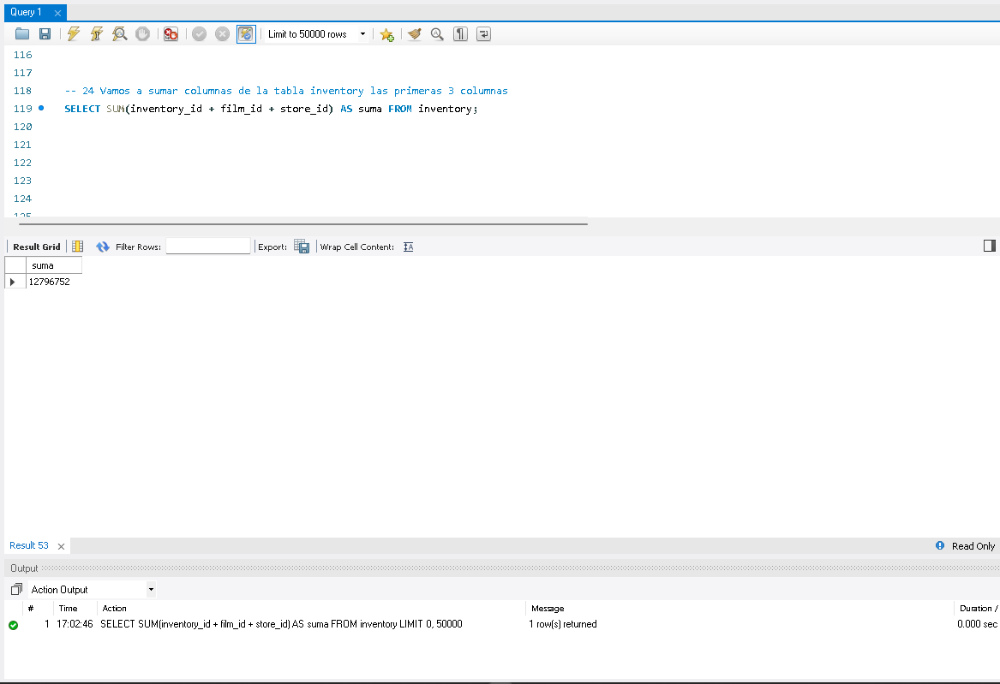 Query 1
Limit to 50000 rows
116
117
118 -- 24 Vamos a sumar columnas de la tabla inventory las primeras 3 columnas
119 SELECT SUM(inventory_id + film_id + store_id) AS suma FROM inventory;
120
121
122
123
124
125
Result Grid Filter Rows: Export: Wrap Cell Content:
suma
12796752
Result 53 Read Only
Output
Action Output
# Time Action Message Duration /
1 17:02:46 SELECT SUM(inventory_id + film_id + store_id) AS suma FROM inventory LIMIT 0, 50000 1 row(s) returned 0.000 sec